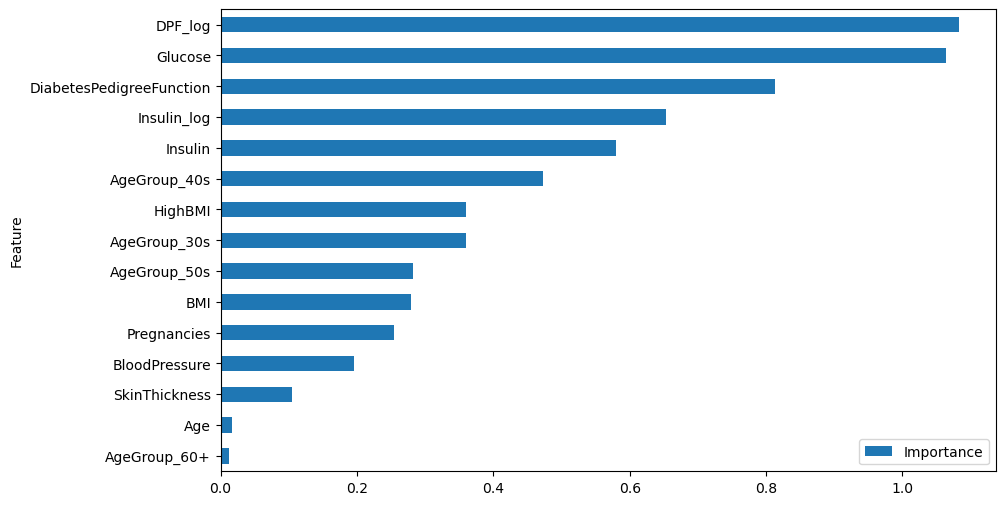 Feature
DPF_log
Glucose
DiabetesPedigreeFunction
Insulin_log
Insulin
AgeGroup_40s
HighBMI
AgeGroup_30s
AgeGroup_50s
BMI
Pregnancies
BloodPressure
SkinThickness
Age
AgeGroup_60+
Importance
0.0 0.2 0.4 0.6 0.8 1.0